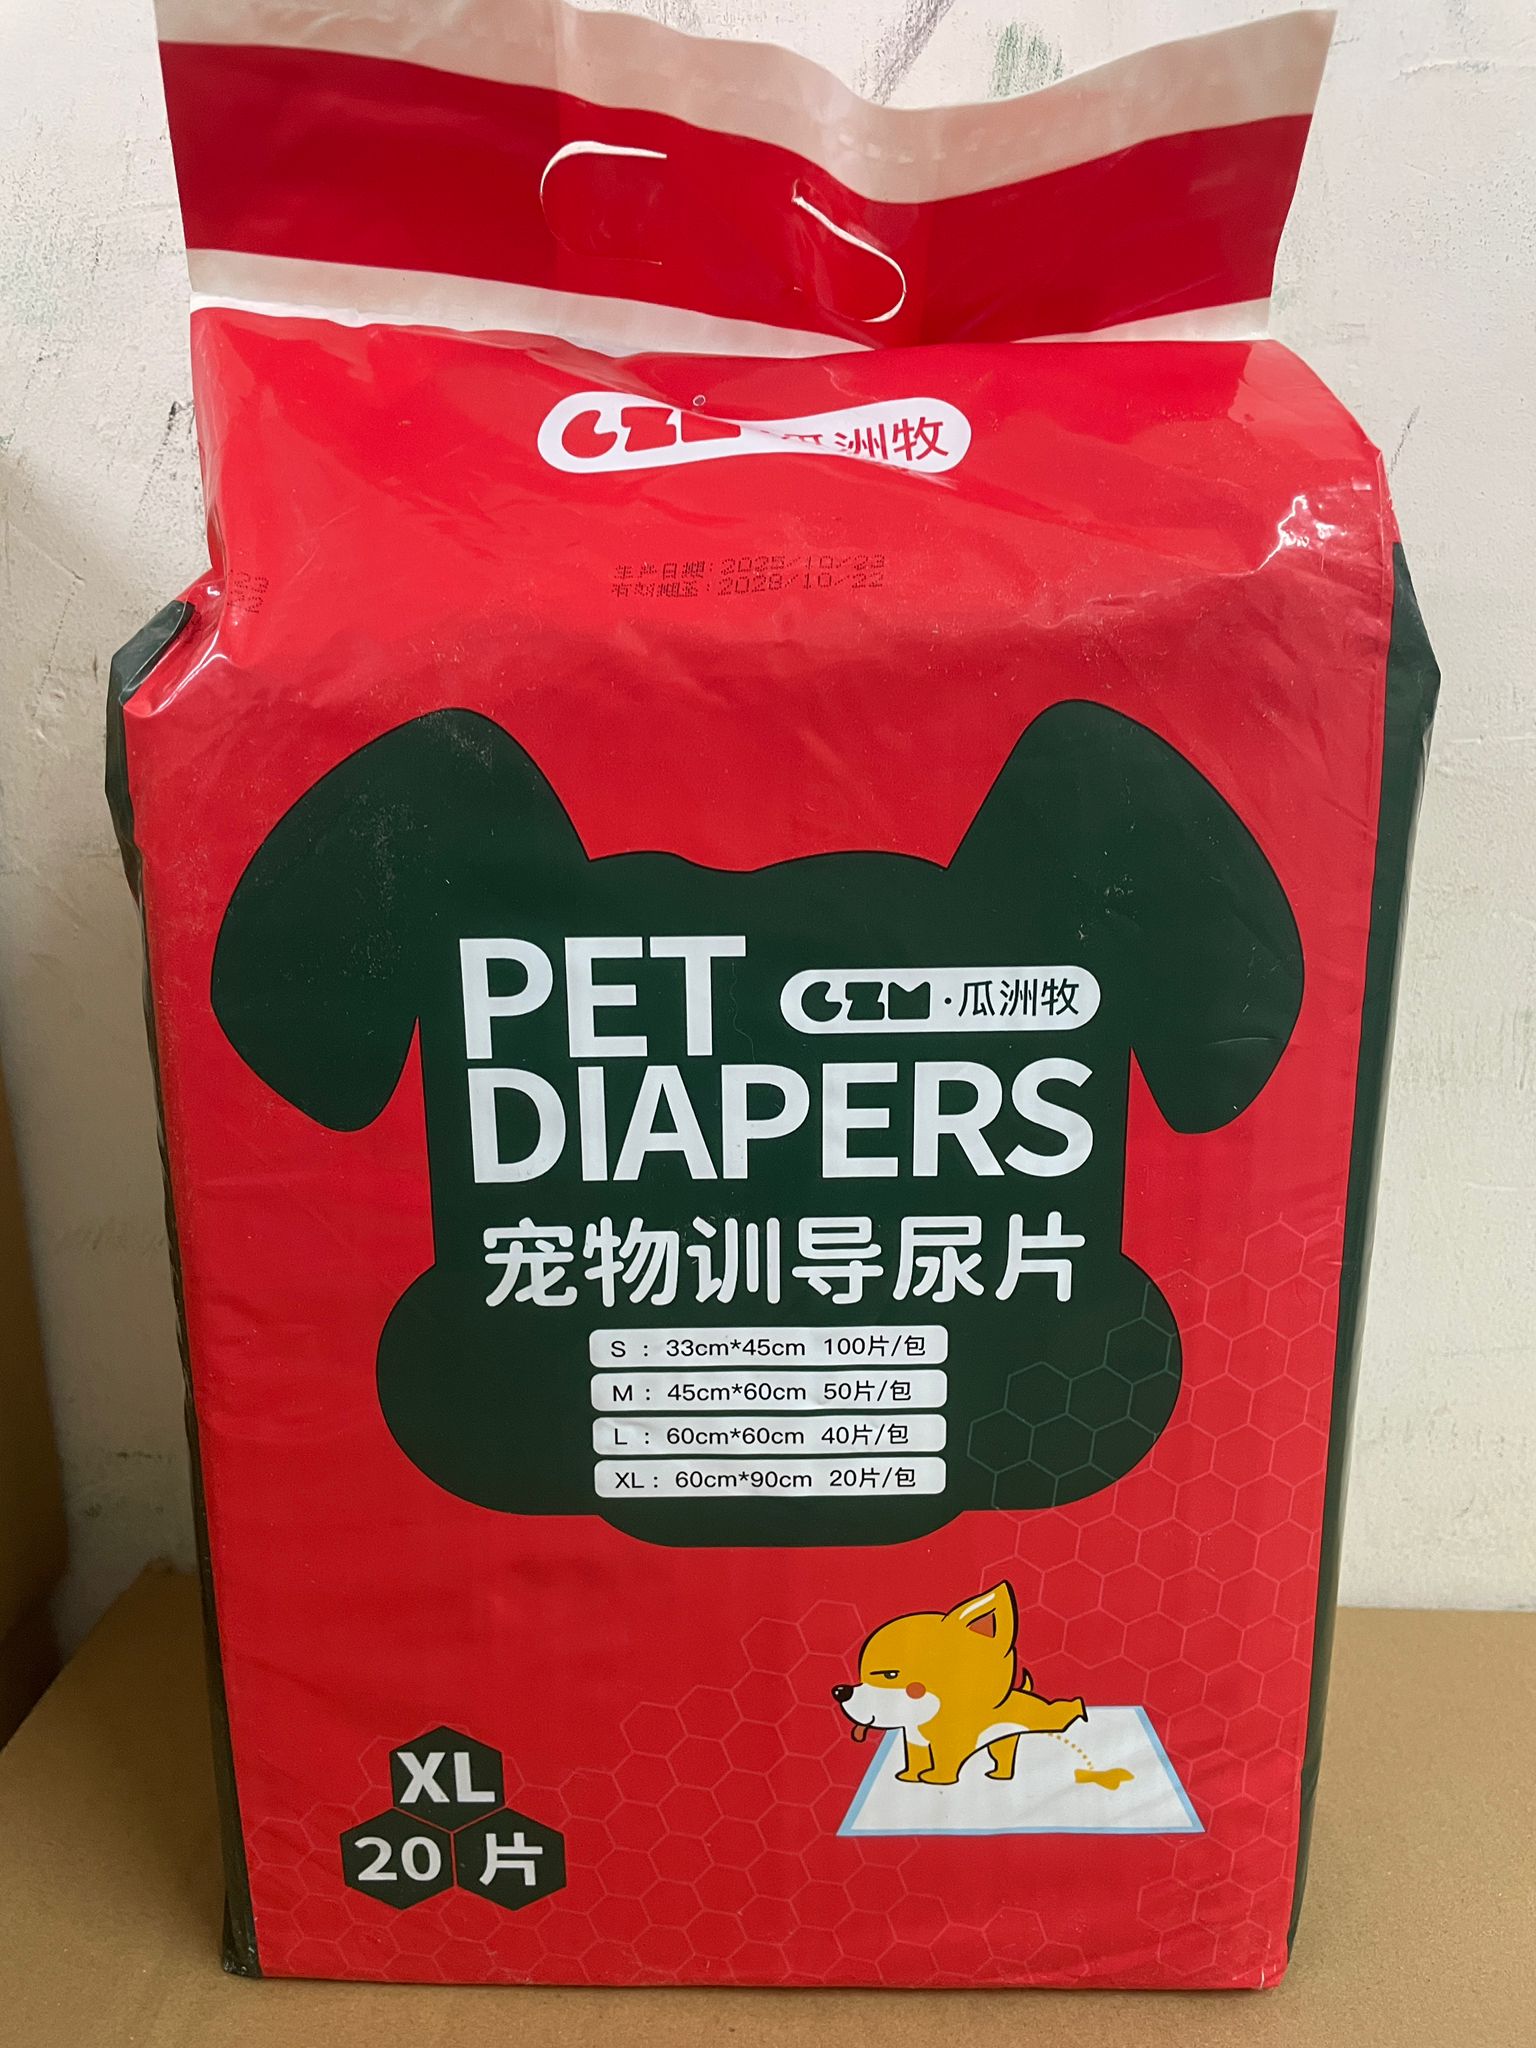 CZM 瓜洲牧
生产日期:2025/10/23
有效期至:2028/10/22
PET
CZM·瓜洲牧
DIAPERS
宠物训导尿片
S : 33cm*45cm 100片/包
M : 45cm*60cm 50片/包
L : 60cm*60cm 40片/包
XL : 60cm*90cm 20片/包
XL
20 片